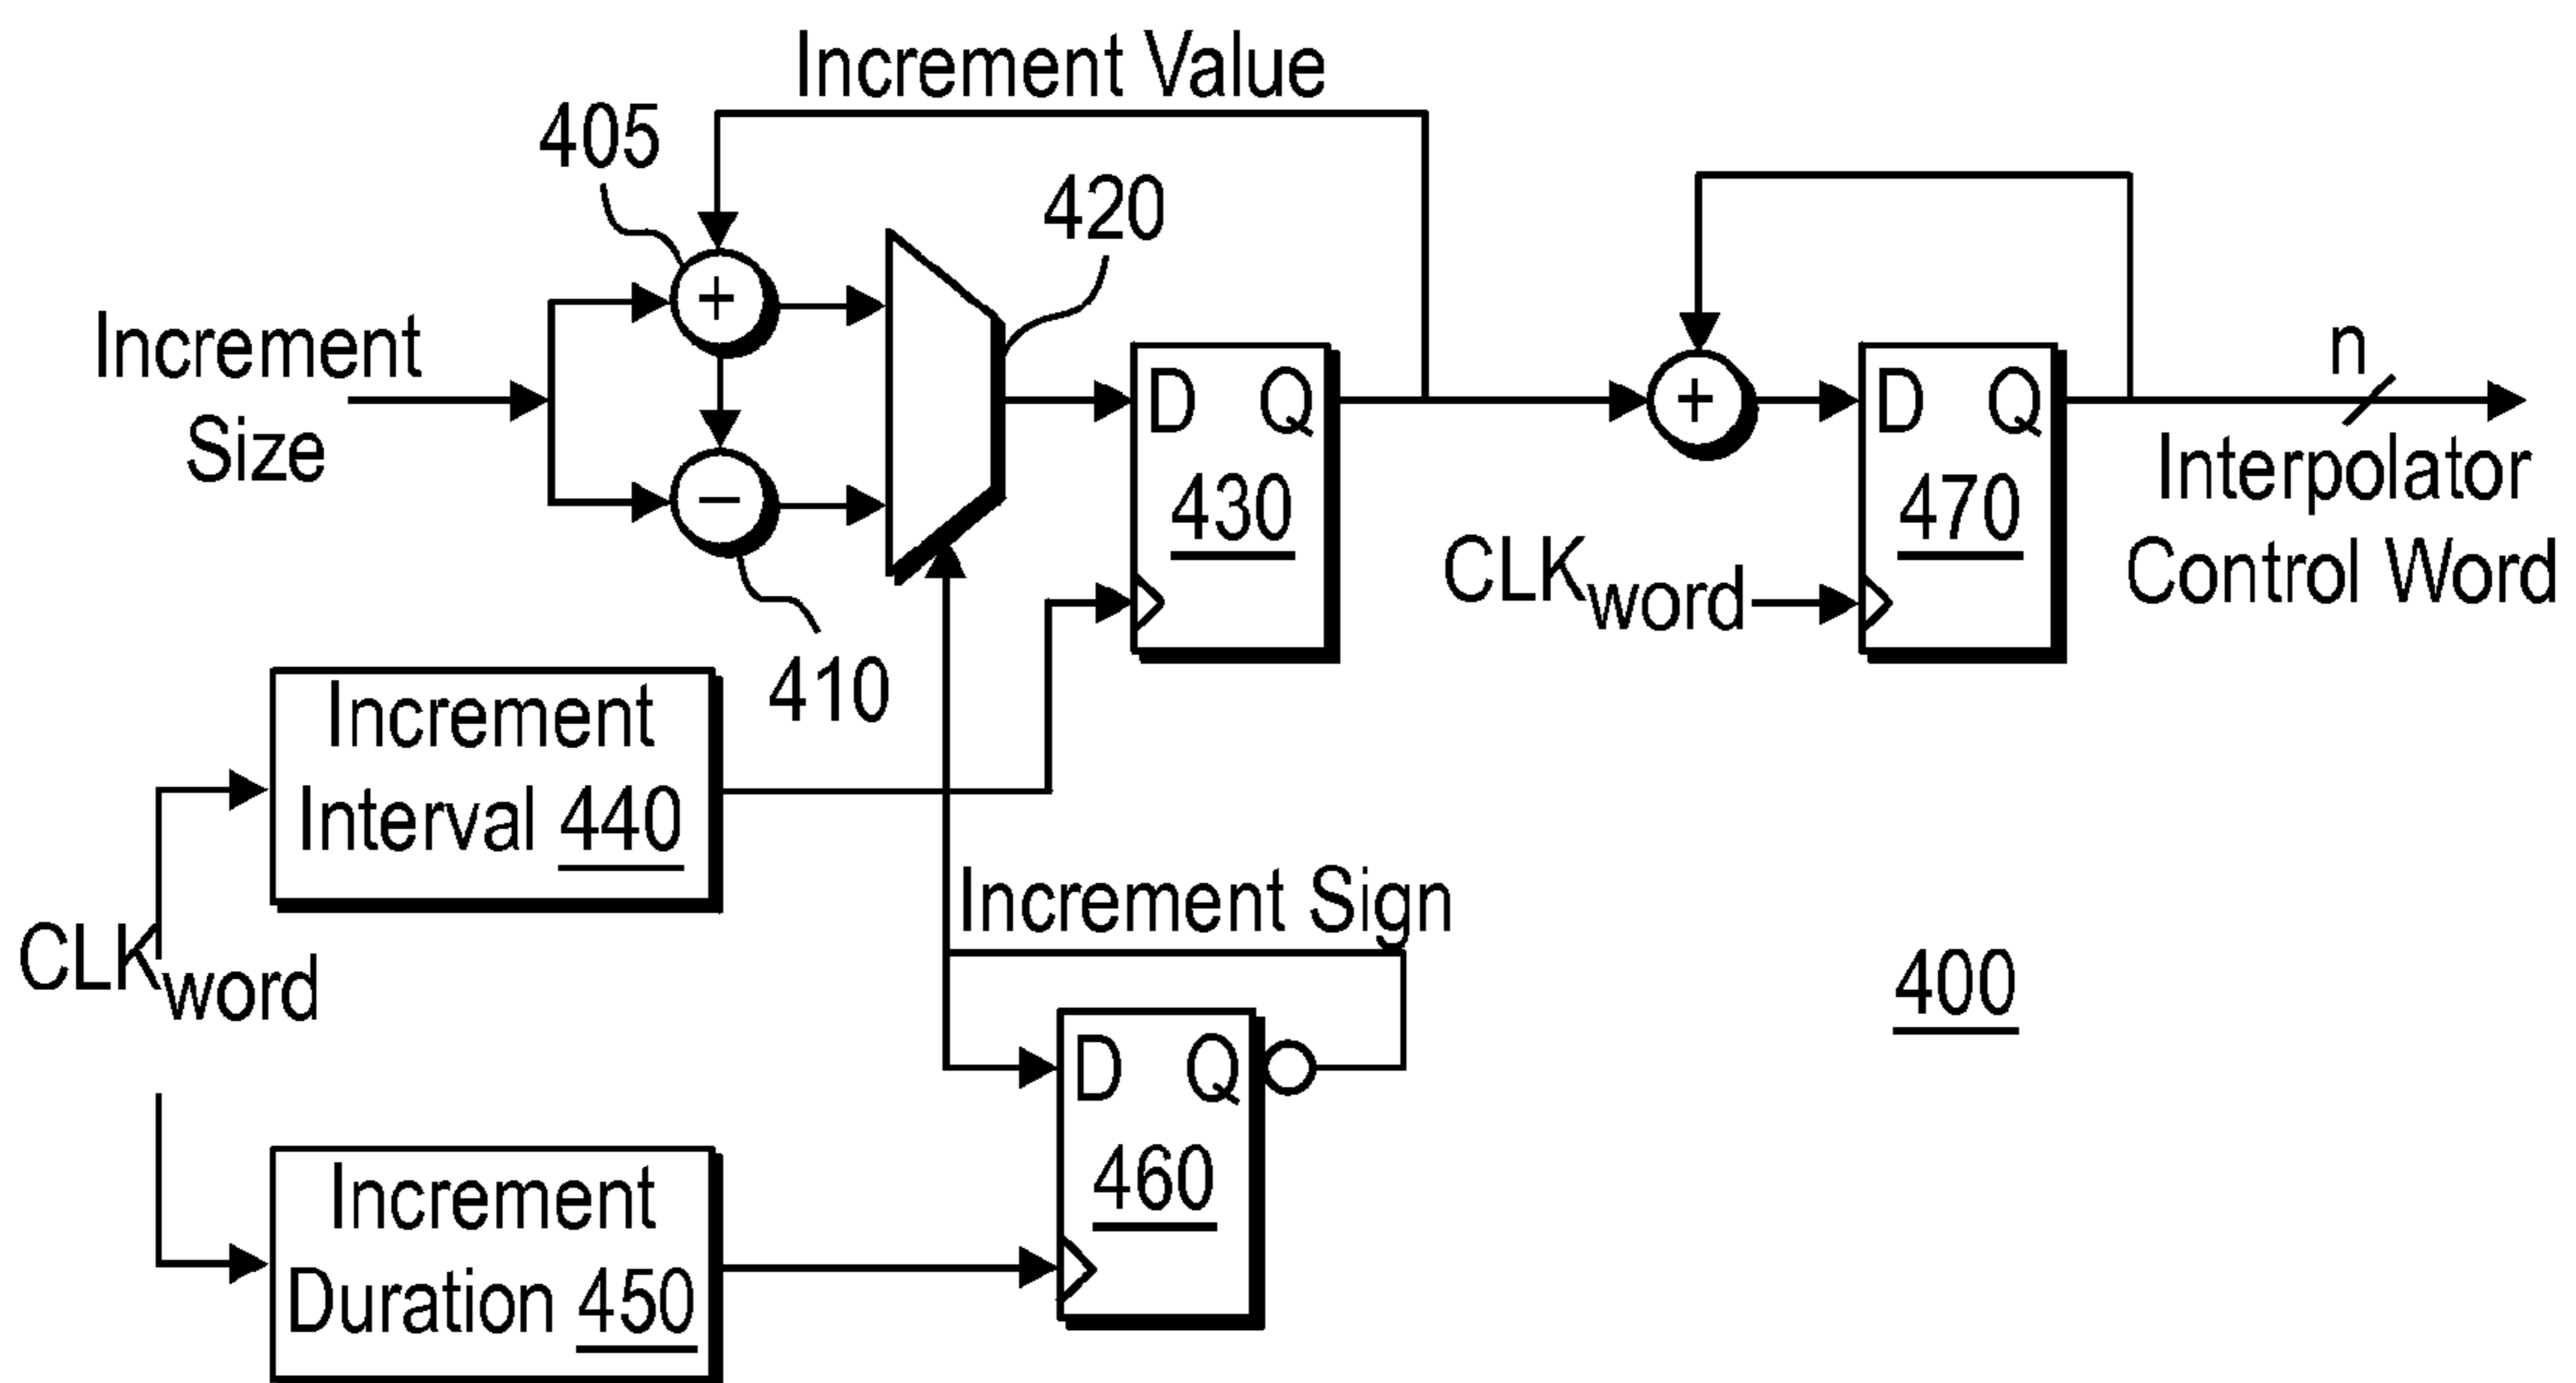 Increment Value
405
420
Increment
Size
+
+
−
D Q
430
D Q
470
n
Interpolator
Control Word
CLKword
410
Increment
Interval 440
Increment Sign
CLKword
400
D Q
460
Increment
Duration 450